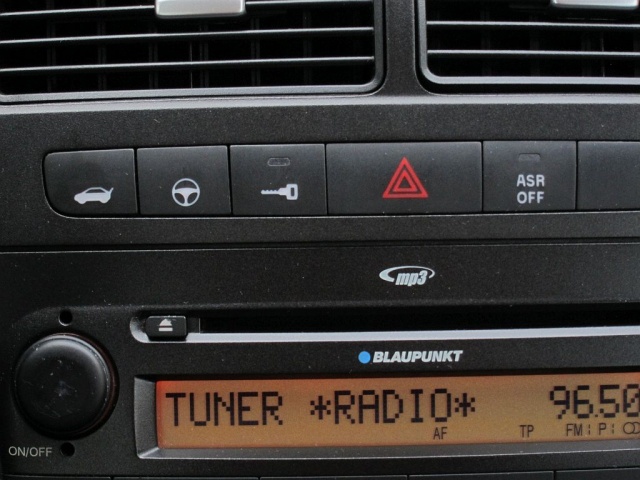 ASR
OFF
mp3
BLAUPUNKT
TUNER *RADIO* 96.50
AF TP FM P
ON/OFF